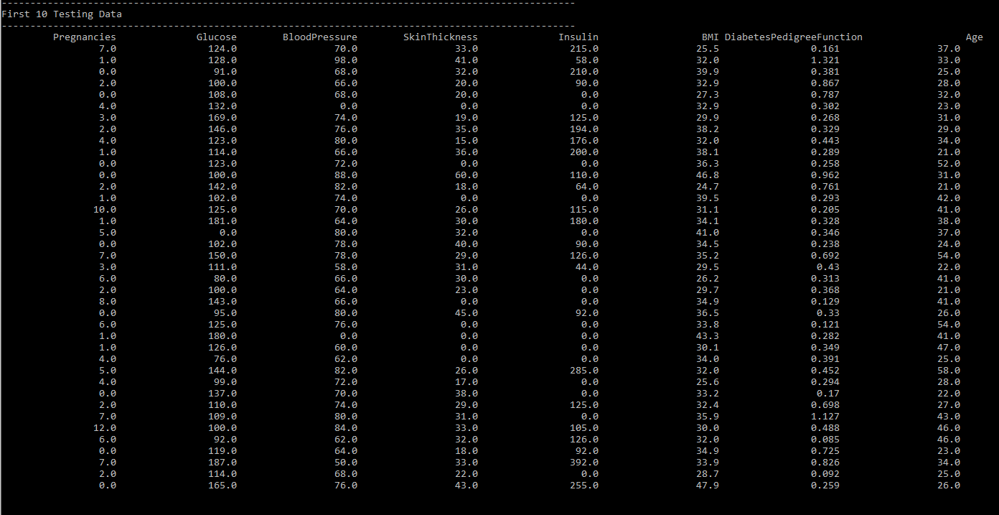 ----------------------------------------------------------------------------------------------------
First 10 Testing Data
----------------------------------------------------------------------------------------------------
Pregnancies Glucose BloodPressure SkinThickness Insulin BMI DiabetesPedigreeFunction Age
7.0 124.0 70.0 33.0 215.0 25.5 0.161 37.0
1.0 128.0 98.0 41.0 58.0 32.0 1.321 33.0
0.0 91.0 68.0 32.0 210.0 39.9 0.381 25.0
2.0 100.0 66.0 20.0 90.0 32.9 0.867 28.0
0.0 108.0 68.0 20.0 0.0 27.3 0.787 32.0
4.0 132.0 0.0 0.0 0.0 32.9 0.302 23.0
3.0 169.0 74.0 19.0 125.0 29.9 0.268 31.0
2.0 146.0 76.0 35.0 194.0 38.2 0.329 29.0
4.0 123.0 80.0 15.0 176.0 32.0 0.443 34.0
1.0 114.0 66.0 36.0 200.0 38.1 0.289 21.0
0.0 123.0 72.0 0.0 0.0 36.3 0.258 52.0
0.0 100.0 88.0 60.0 110.0 46.8 0.962 31.0
2.0 142.0 82.0 18.0 64.0 24.7 0.761 21.0
1.0 102.0 74.0 0.0 0.0 39.5 0.293 42.0
10.0 125.0 70.0 26.0 115.0 31.1 0.205 41.0
1.0 181.0 64.0 30.0 180.0 34.1 0.328 38.0
5.0 0.0 80.0 32.0 0.0 41.0 0.346 37.0
0.0 102.0 78.0 40.0 90.0 34.5 0.238 24.0
7.0 150.0 78.0 29.0 126.0 35.2 0.692 54.0
3.0 111.0 58.0 31.0 44.0 29.5 0.43 22.0
6.0 80.0 66.0 30.0 0.0 26.2 0.313 41.0
2.0 100.0 64.0 23.0 0.0 29.7 0.368 21.0
8.0 143.0 66.0 0.0 0.0 34.9 0.129 41.0
0.0 95.0 80.0 45.0 92.0 36.5 0.33 26.0
6.0 125.0 76.0 0.0 0.0 33.8 0.121 54.0
1.0 180.0 0.0 0.0 0.0 43.3 0.282 41.0
1.0 126.0 60.0 0.0 0.0 30.1 0.349 47.0
4.0 76.0 62.0 0.0 0.0 34.0 0.391 25.0
5.0 144.0 82.0 26.0 285.0 32.0 0.452 58.0
4.0 99.0 72.0 17.0 0.0 25.6 0.294 28.0
0.0 137.0 70.0 38.0 0.0 33.2 0.17 22.0
2.0 110.0 74.0 29.0 125.0 32.4 0.698 27.0
7.0 109.0 80.0 31.0 0.0 35.9 1.127 43.0
12.0 100.0 84.0 33.0 105.0 30.0 0.488 46.0
6.0 92.0 62.0 32.0 126.0 32.0 0.085 46.0
0.0 119.0 64.0 18.0 92.0 34.9 0.725 23.0
7.0 187.0 50.0 33.0 392.0 33.9 0.826 34.0
2.0 114.0 68.0 22.0 0.0 28.7 0.092 25.0
0.0 165.0 76.0 43.0 255.0 47.9 0.259 26.0